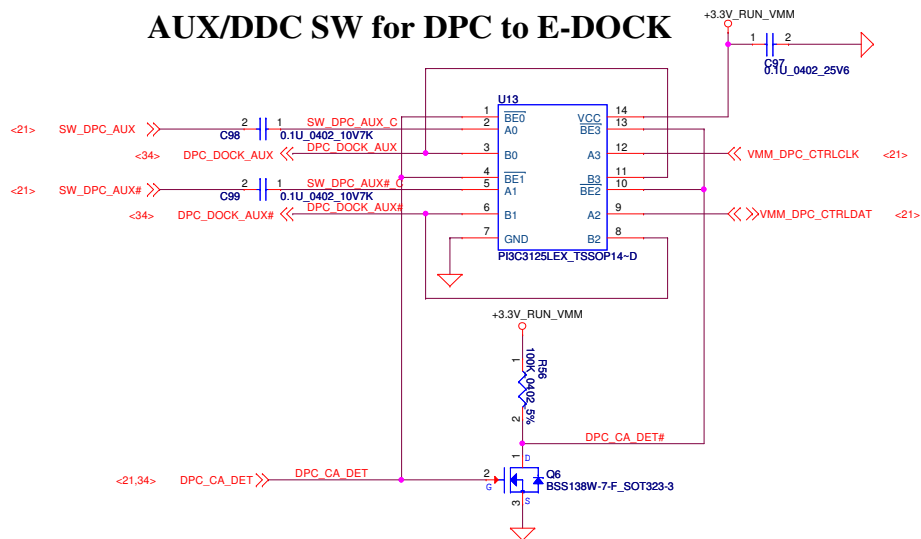 AUX/DDC SW for DPC to E-DOCK
+3.3V_RUN_VMM
1 2
C97
0.1U_0402_25V6
U13
1 BE0 VCC 14
<21> SW_DPC_AUX 2 1 SW_DPC_AUX_C 2 A0 BE3 13
C98 0.1U_0402_10V7K
<34> DPC_DOCK_AUX DPC_DOCK_AUX 3 B0 A3 12 VMM_DPC_CTRLCLK <21>
4 BE1 B3 11
<21> SW_DPC_AUX# 2 1 SW_DPC_AUX#_C 5 A1 BE2 10
C99 0.1U_0402_10V7K
<34> DPC_DOCK_AUX# DPC_DOCK_AUX# 6 B1 A2 9 VMM_DPC_CTRLDAT <21>
7 GND B2 8
PI3C3125LEX_TSSOP14~D
+3.3V_RUN_VMM
1
R56
100K_0402_5%
2
DPC_CA_DET#
1 D
<21,34> DPC_CA_DET DPC_CA_DET 2 G Q6
BSS138W-7-F_SOT323-3
3 S